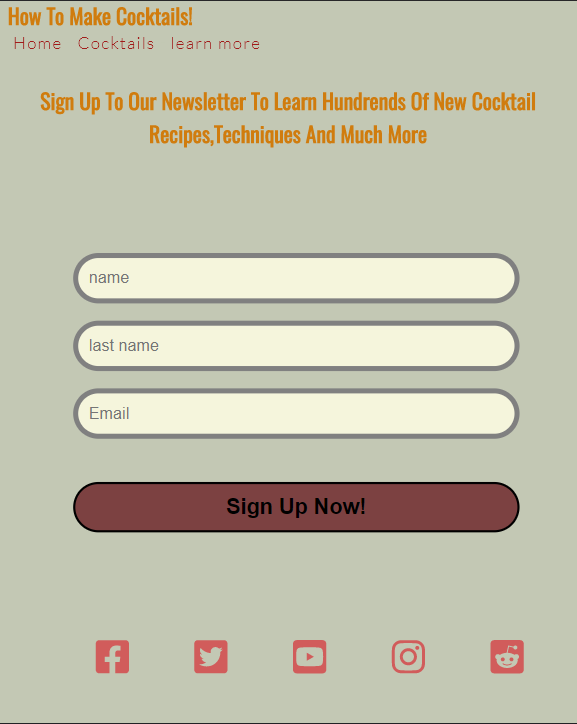 How To Make Cocktails!
Home Cocktails learn more
Sign Up To Our Newsletter To Learn Hundrends Of New Cocktail
Recipes,Techniques And Much More
name
last name
Email
Sign Up Now!